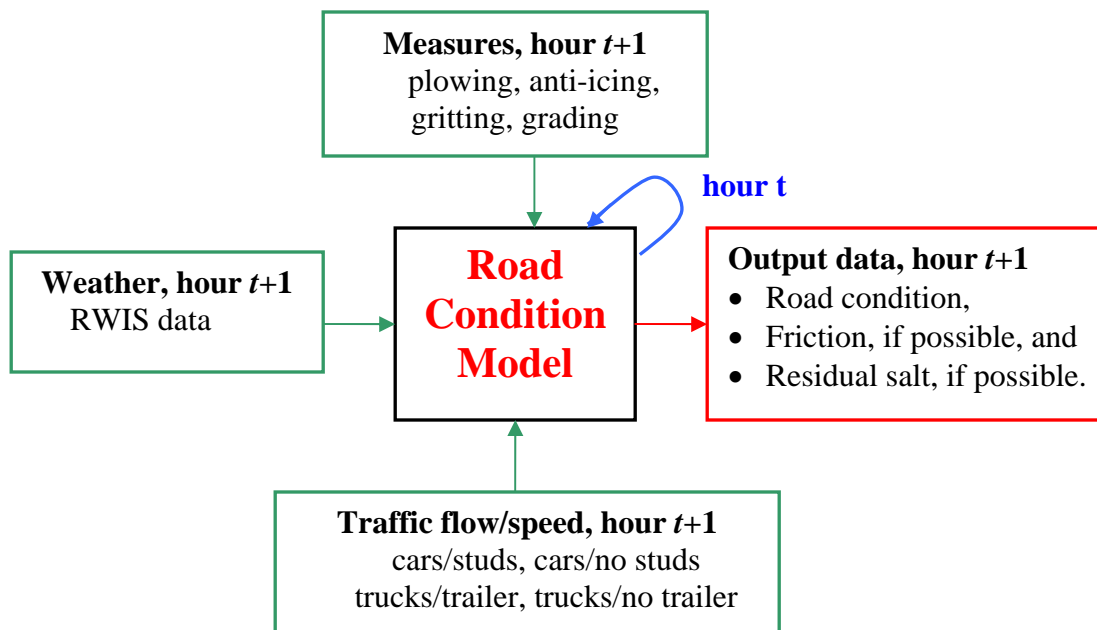 Measures, hour t+1
plowing, anti-icing,
gritting, grading
hour t
Weather, hour t+1
RWIS data
Road
Condition
Model
Output data, hour t+1
• Road condition,
• Friction, if possible, and
• Residual salt, if possible.
Traffic flow/speed, hour t+1
cars/studs, cars/no studs
trucks/trailer, trucks/no trailer